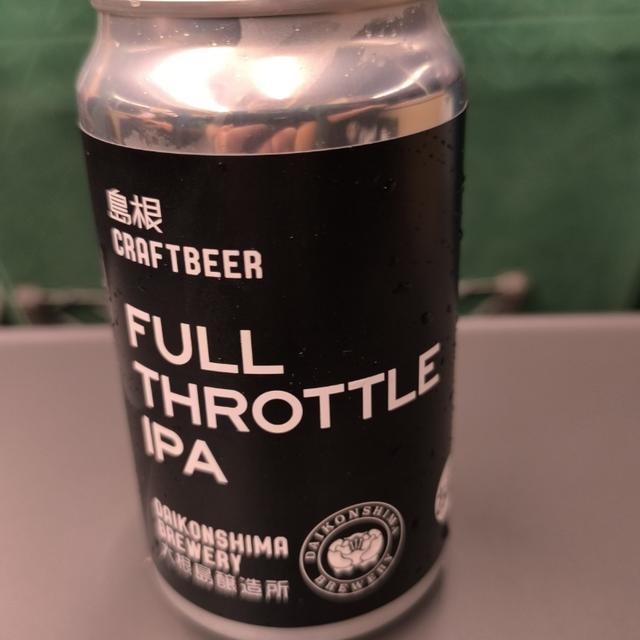 島根
CRAFTBEER
FULL
THROTTLE
IPA
DAIKONSHIMA
BREWERY
大根島醸造所
DAIKONSHIMA
BREWERY